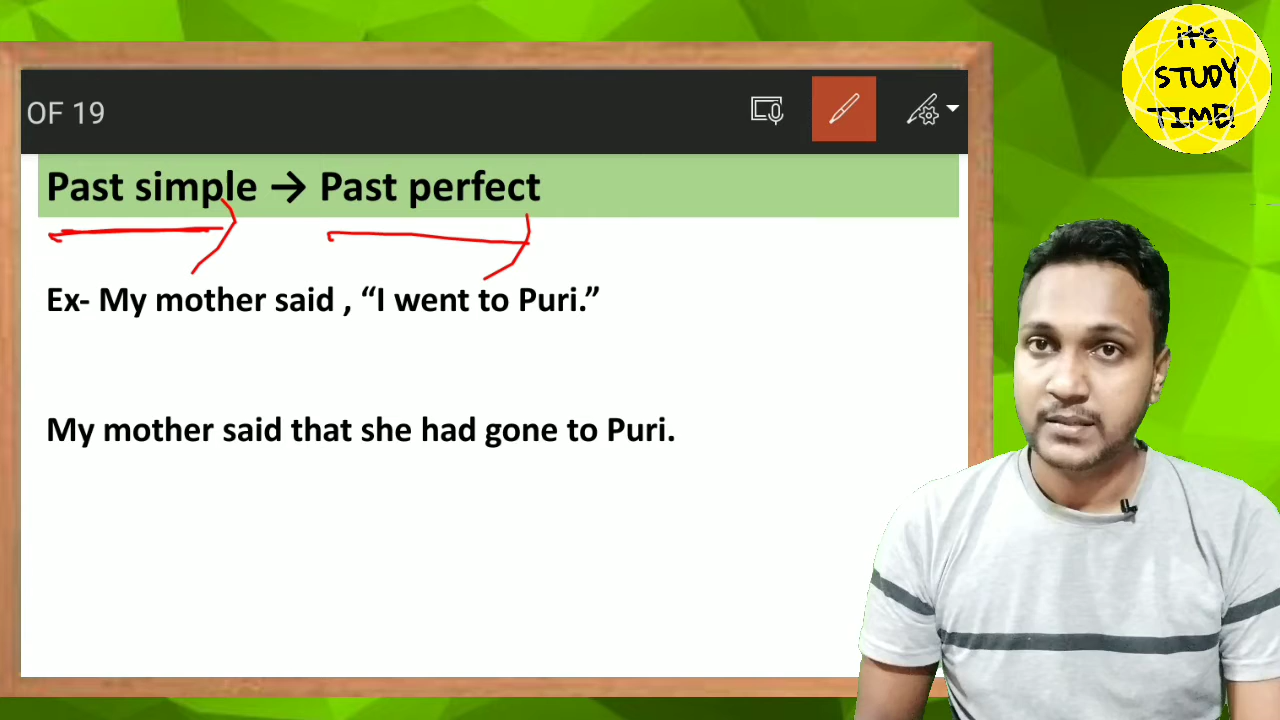 IT'S
STUDY
TIME!
OF 19
Past simple → Past perfect
Ex- My mother said , “I went to Puri.”
My mother said that she had gone to Puri.